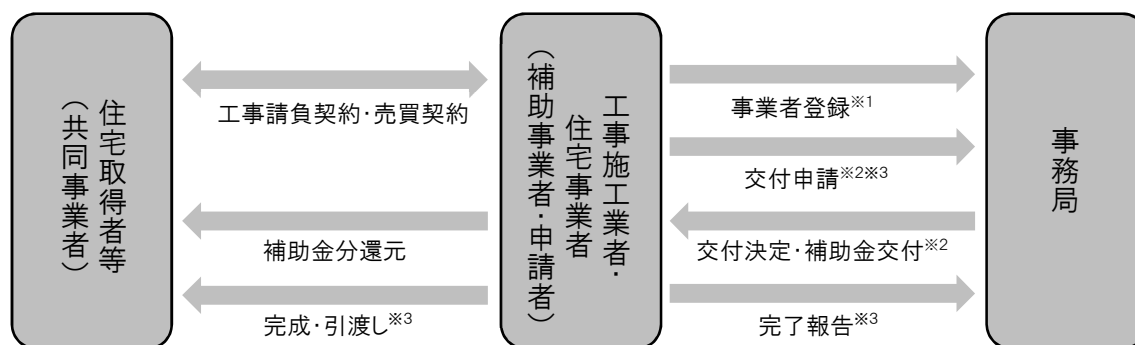 住宅取得者等
（共同事業者）
工事請負契約・売買契約
補助金分還元
完成・引渡し※3
工事施工業者・
住宅事業者
（補助事業者・申請者）
事業者登録※1
交付申請※2※3
交付決定・補助金交付※2
完了報告※3
事務局